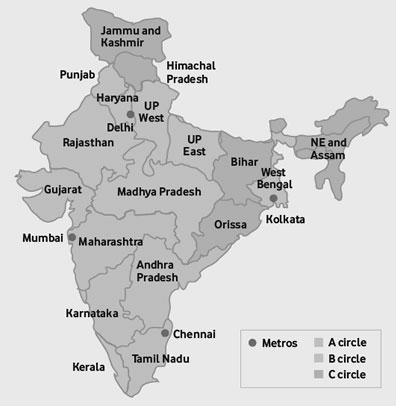 Jammu and
Kashmir
Himachal
Pradesh
Punjab
Haryana
UP
West
Delhi
Rajasthan
UP
East
Bihar
NE and
Assam
West
Bengal
Gujarat
Madhya Pradesh
Kolkata
Orissa
Mumbai
Maharashtra
Andhra
Pradesh
Karnataka
Chennai
Kerala
Tamil Nadu
Metros
A circle
B circle
C circle